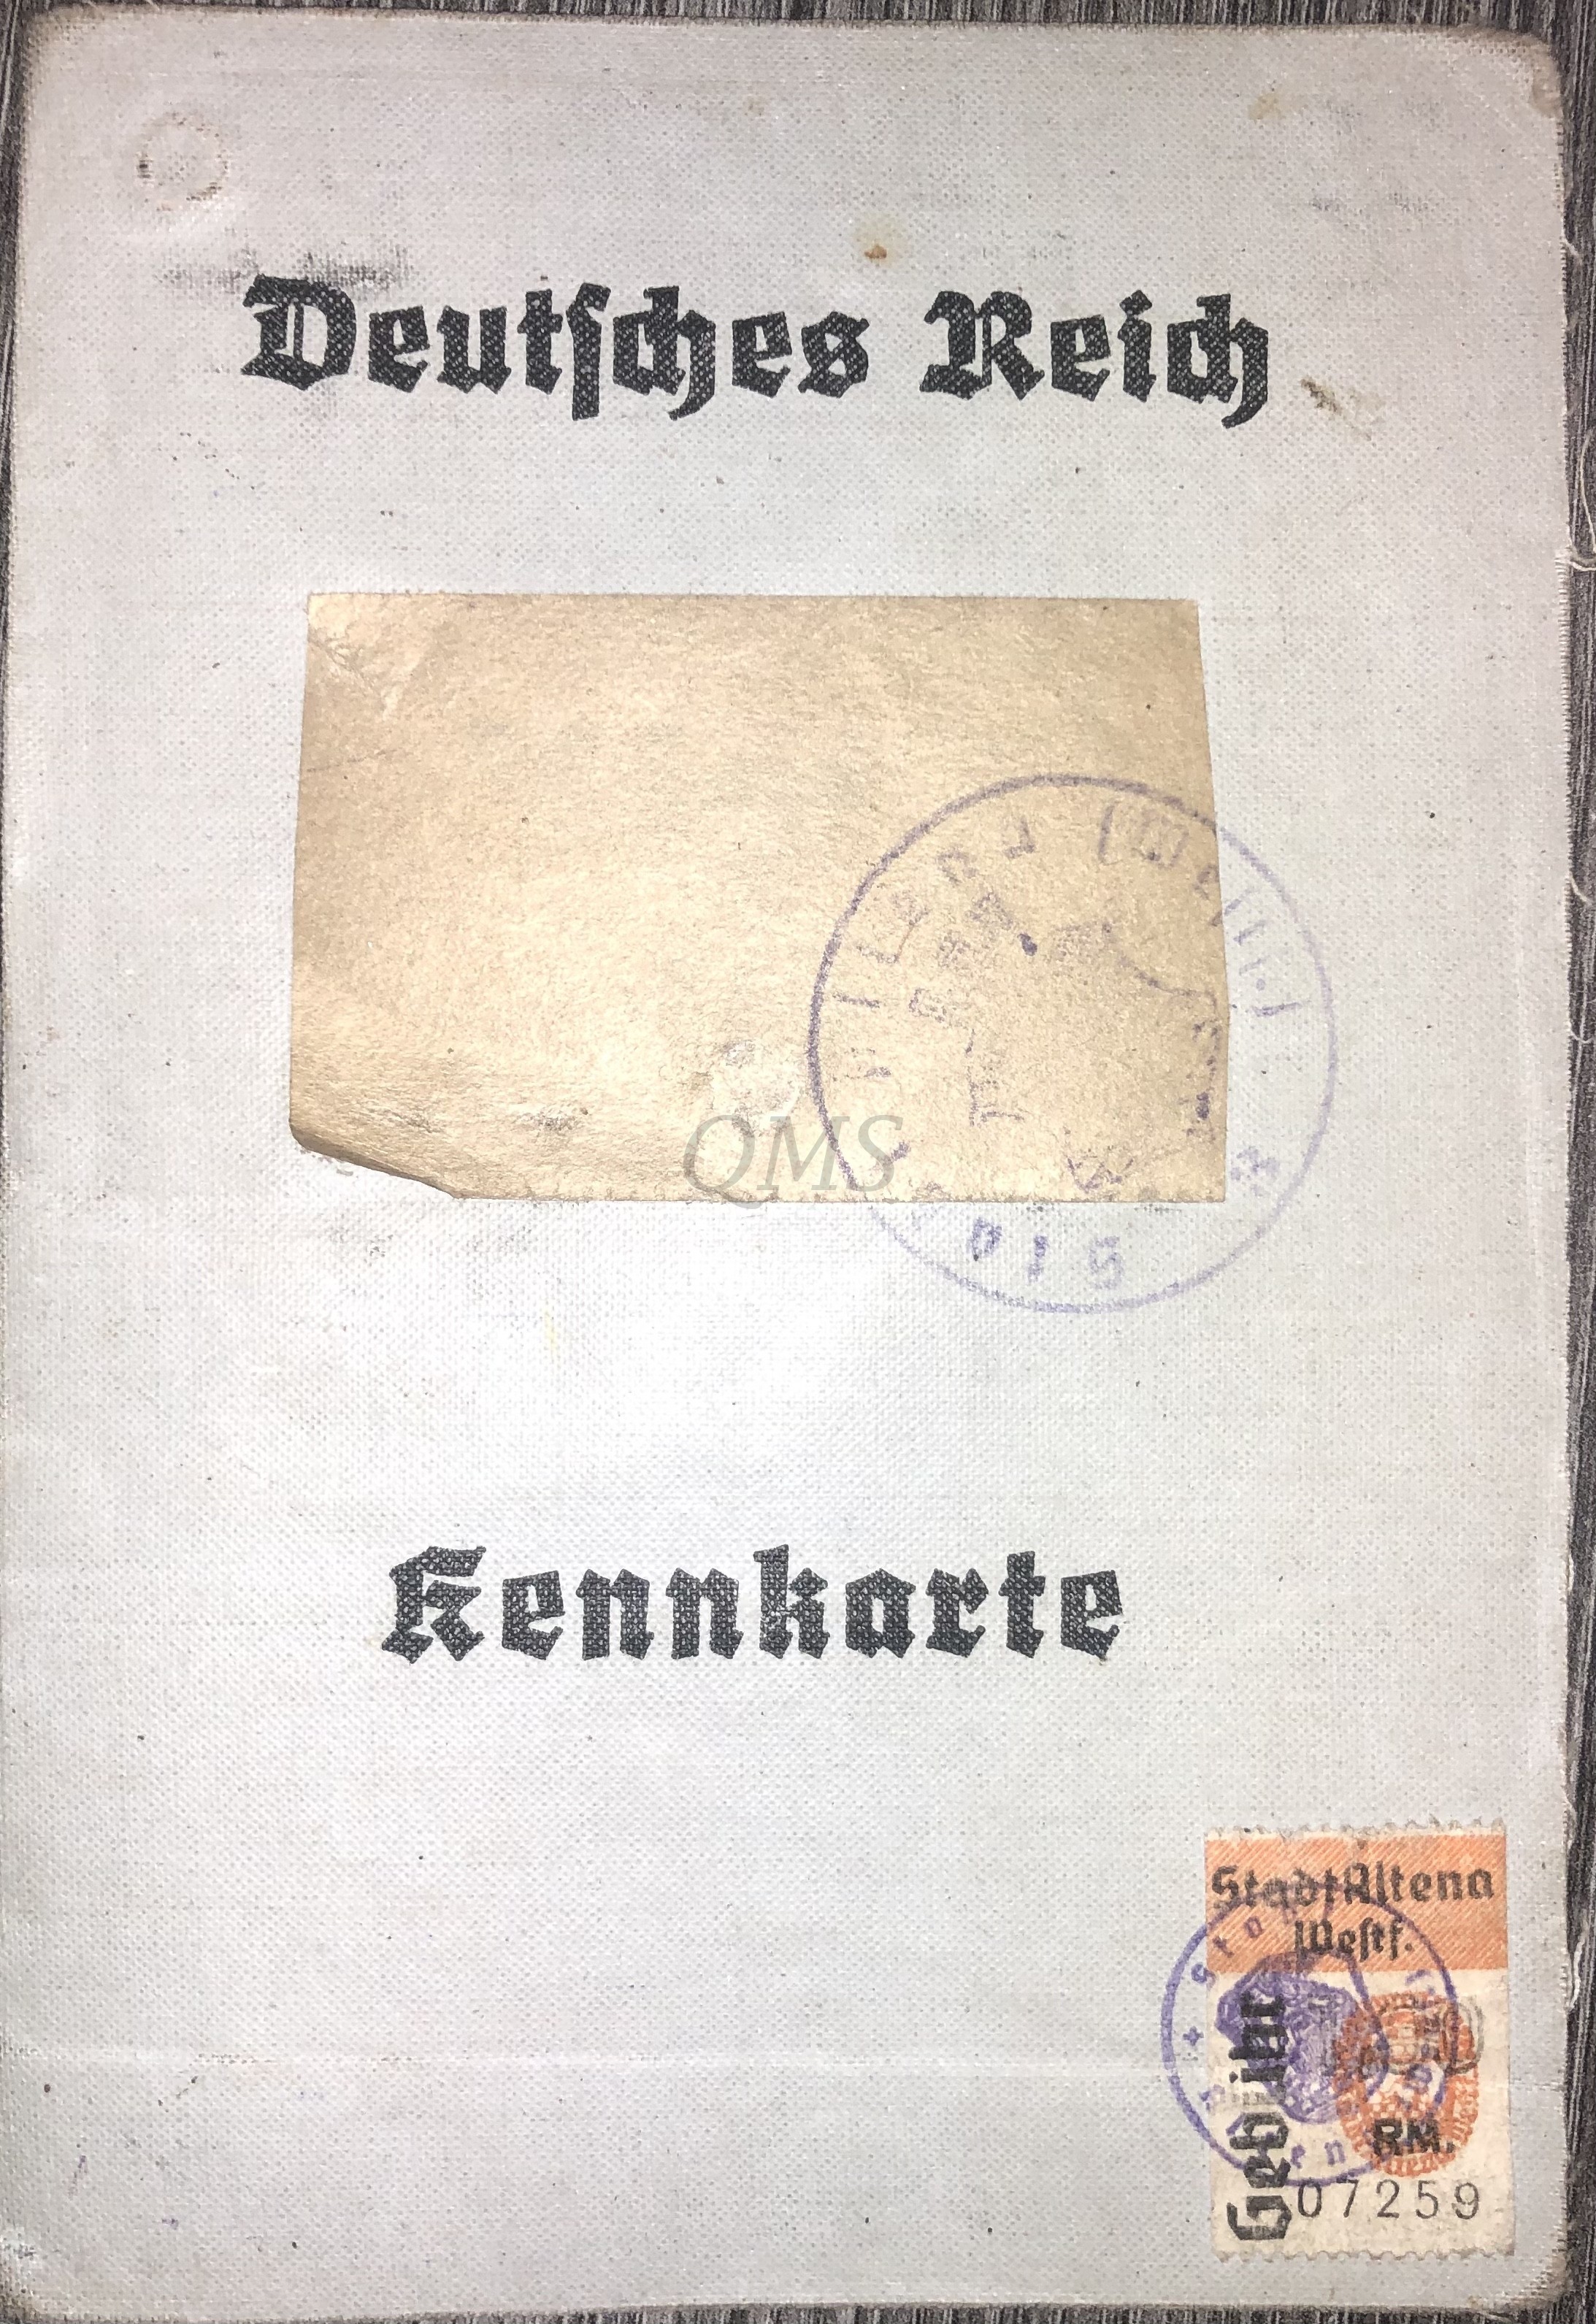 Deutsches Reich
QMS
Kennkarte
Stadt Altena
Westf.
Gebühr
RM.
07259